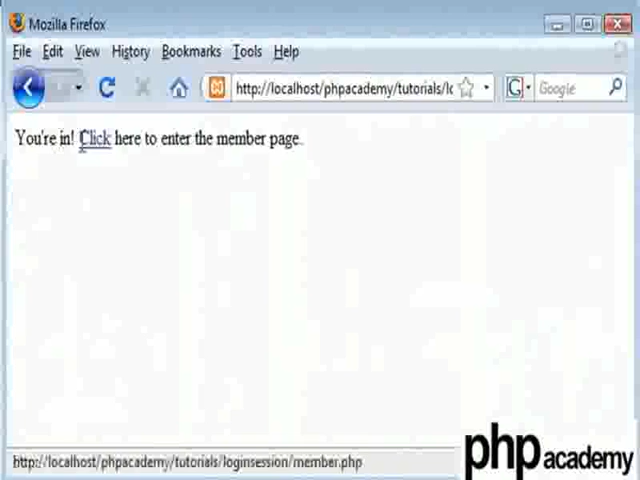 Mozilla Firefox
File Edit View History Bookmarks Tools Help
http://localhost/phpacademy/tutorials/lo
Google
You're in! Click here to enter the member page.
http://localhost/phpacademy/tutorials/loginsession/member.php
php academy